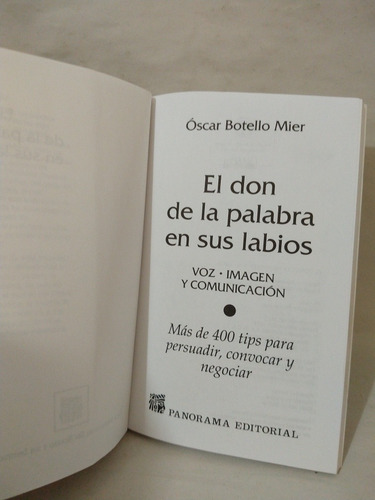 Óscar Botello Mier
El don
de la palabra
en sus labios
VOZ · IMAGEN
Y COMUNICACIÓN
Más de 400 tips para
persuadir, convocar y
negociar
PANORAMA EDITORIAL